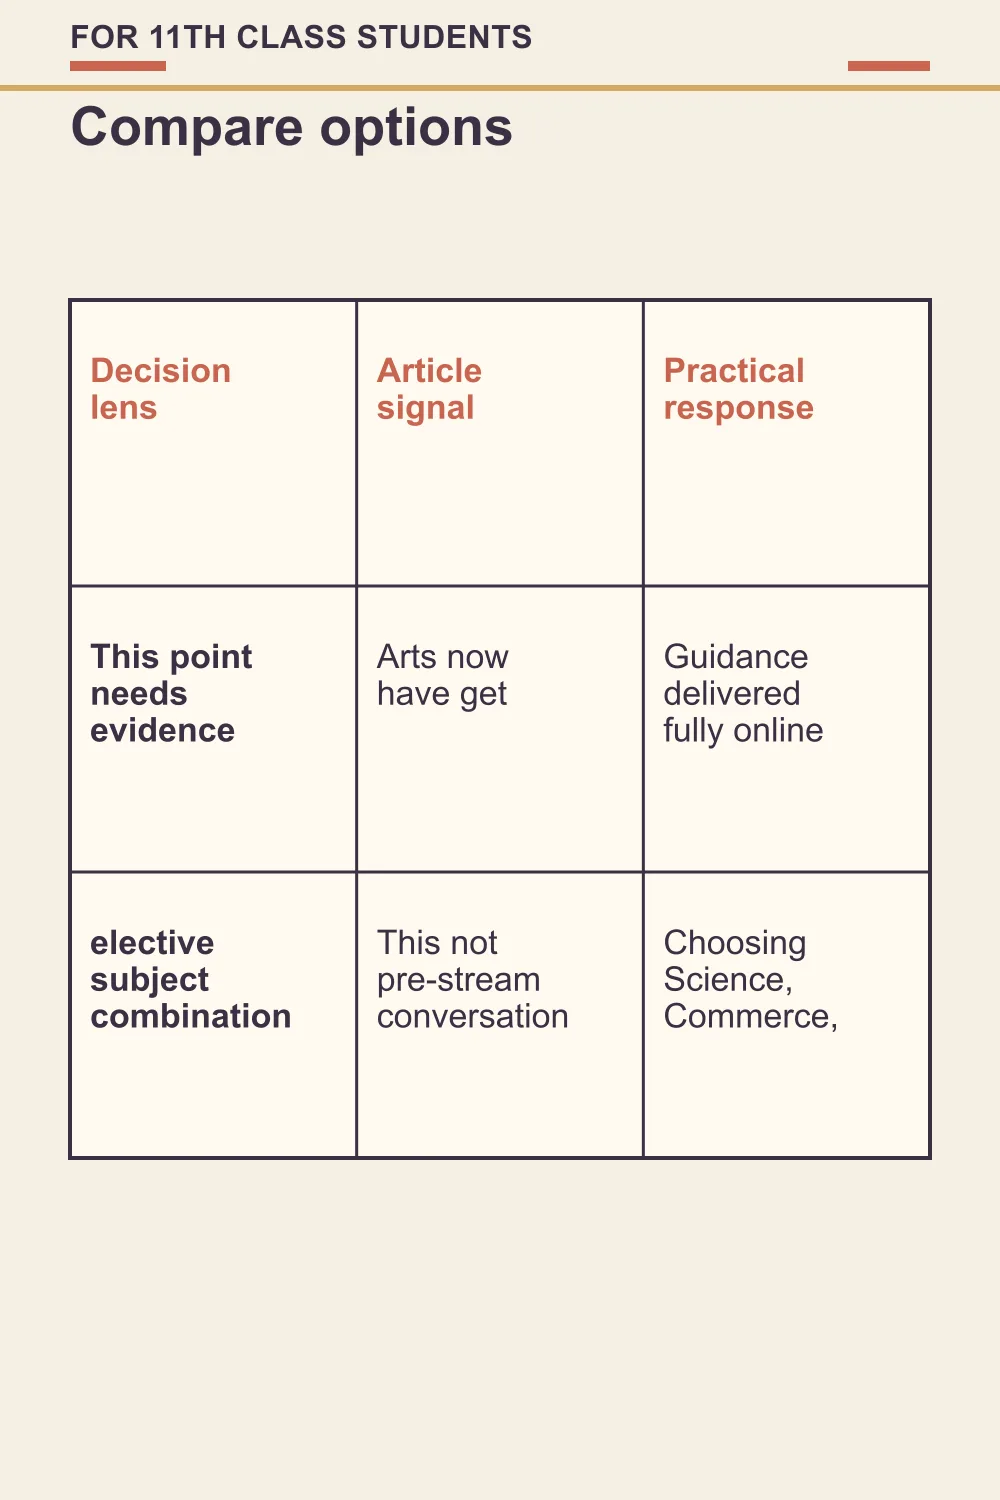 FOR 11TH CLASS STUDENTS
Compare options
Decision
lens
Article
signal
Practical
response
This point
needs
evidence
Arts now
have get
Guidance
delivered
fully online
elective
subject
combination
This not
pre-stream
conversation
Choosing
Science,
Commerce,